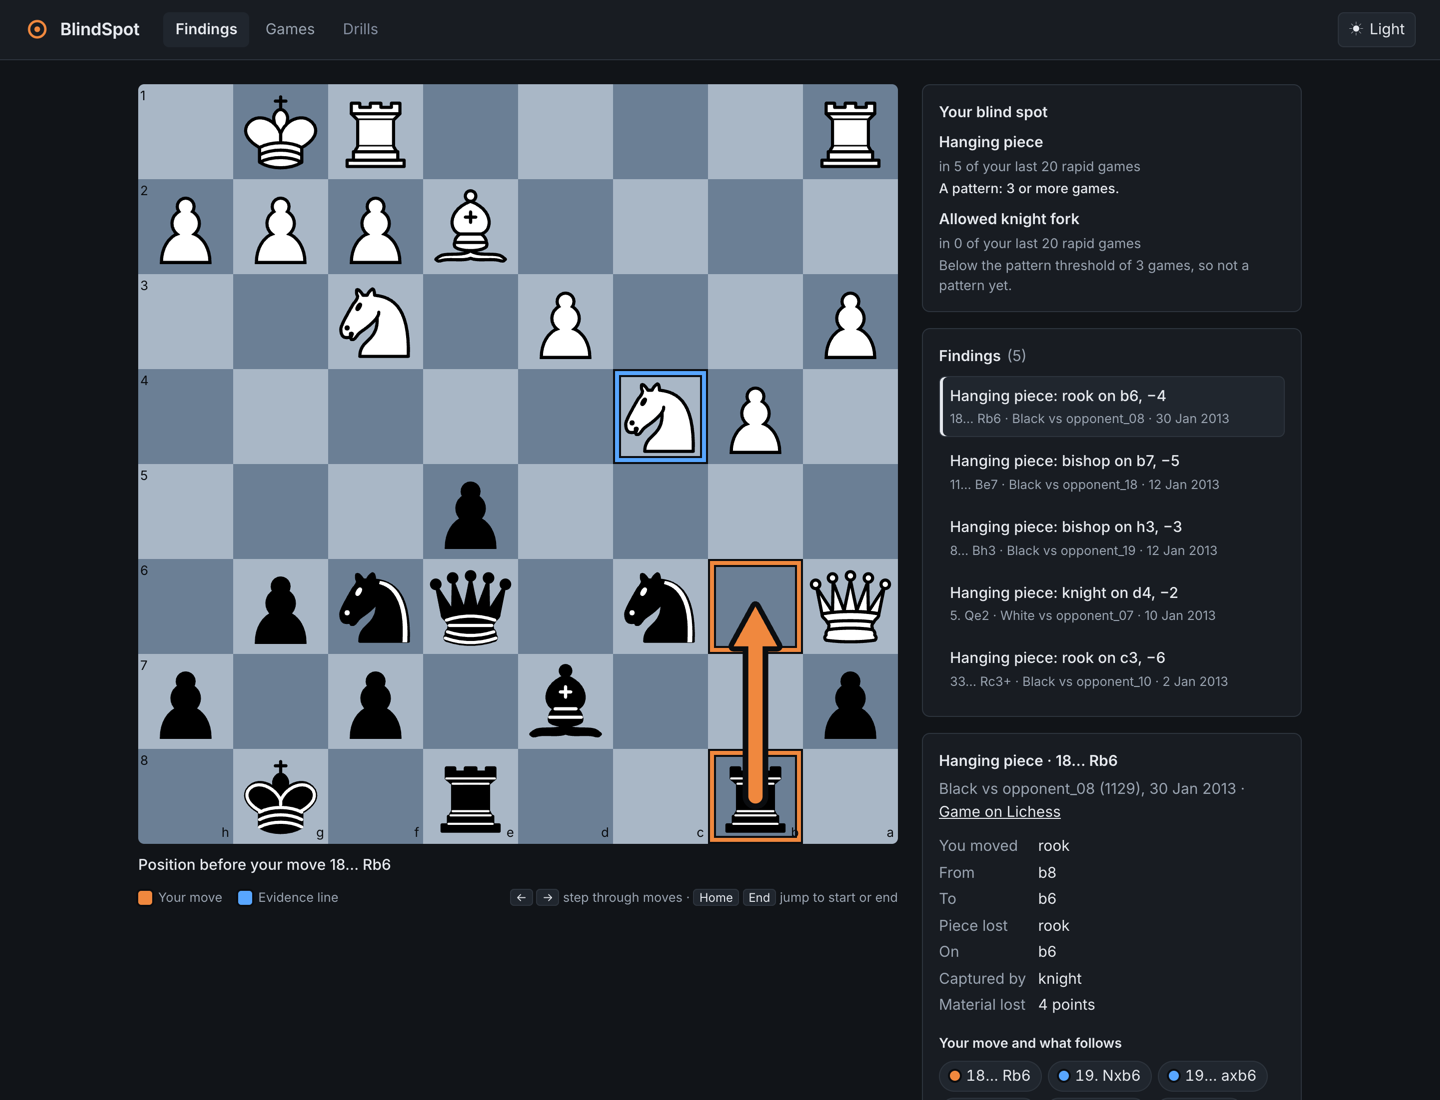 BlindSpot Findings Games Drills Light
1
2
3
4
5
6
7
8
h g f e d c b a
Position before your move 18... Rb6
Your move Evidence line ← → step through moves · Home End jump to start or end
Your blind spot
Hanging piece
in 5 of your last 20 rapid games
A pattern: 3 or more games.
Allowed knight fork
in 0 of your last 20 rapid games
Below the pattern threshold of 3 games, so not a
pattern yet.
Findings (5)
Hanging piece: rook on b6, −4
18... Rb6 · Black vs opponent_08 · 30 Jan 2013
Hanging piece: bishop on b7, −5
11... Be7 · Black vs opponent_18 · 12 Jan 2013
Hanging piece: bishop on h3, −3
8... Bh3 · Black vs opponent_19 · 12 Jan 2013
Hanging piece: knight on d4, −2
5. Qe2 · White vs opponent_07 · 10 Jan 2013
Hanging piece: rook on c3, −6
33... Rc3+ · Black vs opponent_10 · 2 Jan 2013
Hanging piece · 18... Rb6
Black vs opponent_08 (1129), 30 Jan 2013 ·
Game on Lichess
You moved rook
From b8
To b6
Piece lost rook
On b6
Captured by knight
Material lost 4 points
Your move and what follows
18... Rb6 19. Nxb6 19... axb6